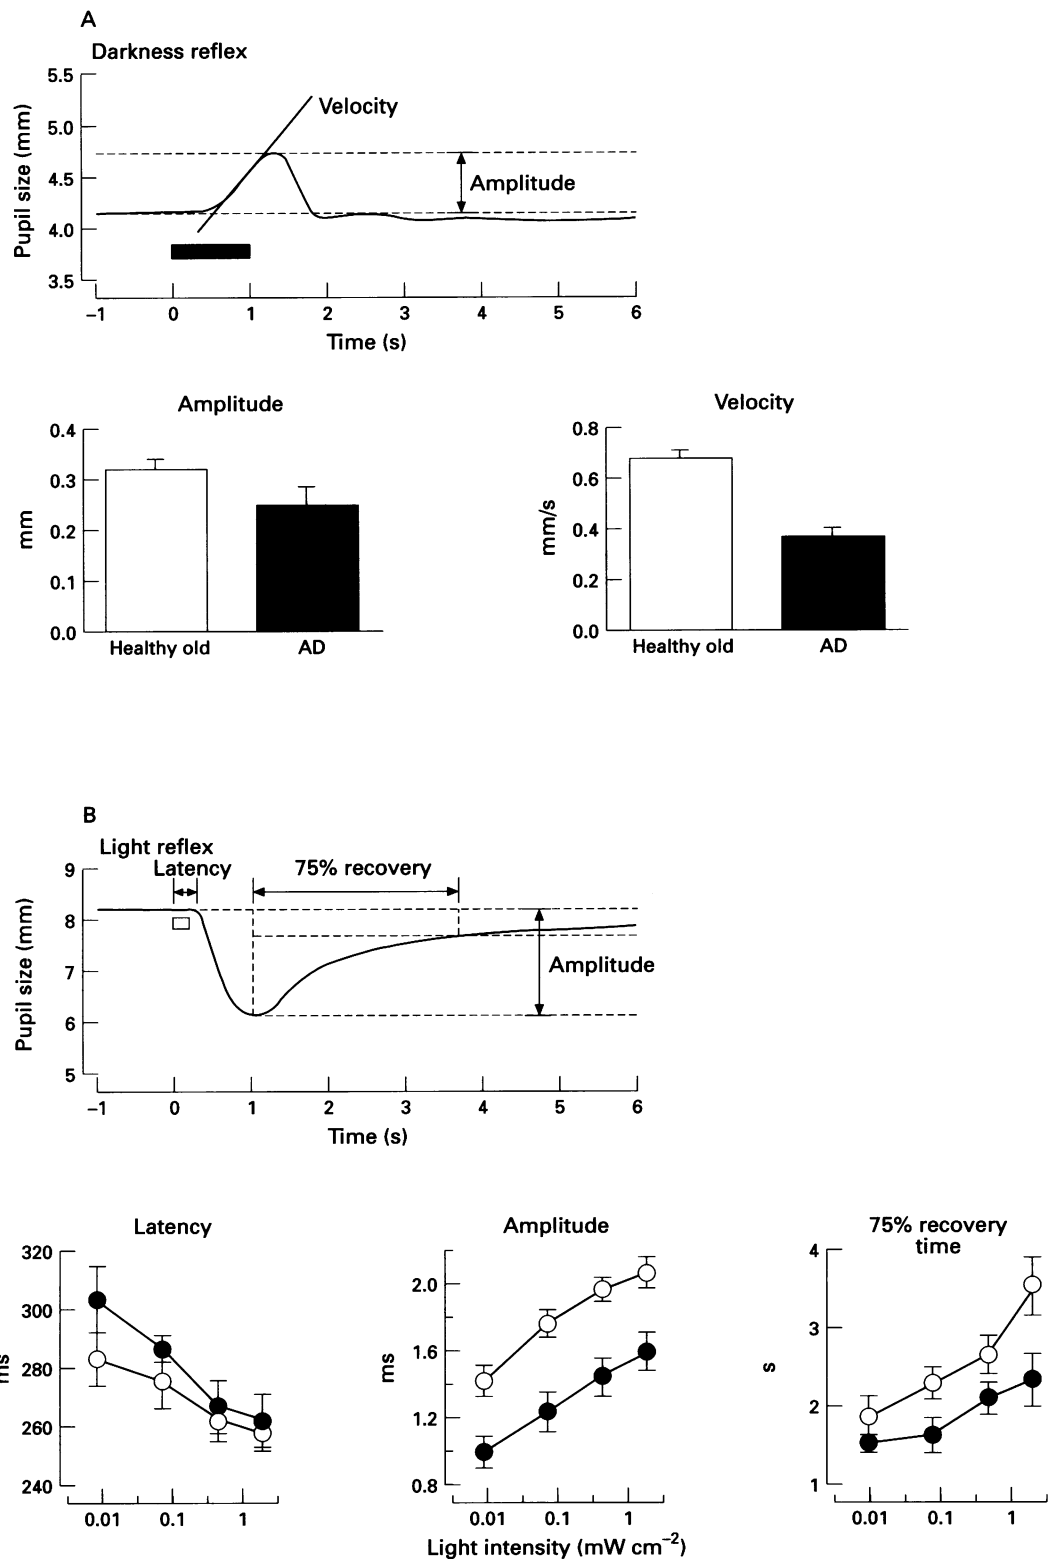 A
Darkness reflex
5.5
5.0
4.5
4.0
3.5
Pupil size (mm)
Velocity
Amplitude
–1 0 1 2 3 4 5 6
Time (s)
Amplitude
0.4
0.3
0.2
0.1
0.0
mm
Healthy old AD
Velocity
0.8
0.6
0.4
0.2
0.0
mm/s
Healthy old AD
B
Light reflex
Latency
75% recovery
9
8
7
6
5
Pupil size (mm)
Amplitude
–1 0 1 2 3 4 5 6
Time (s)
Latency
320
300
280
260
240
ms
0.01 0.1 1
Amplitude
2.0
1.6
1.2
0.8
ms
0.01 0.1 1
Light intensity (mW cm⁻²)
75% recovery
time
4
3
2
1
s
0.01 0.1 1